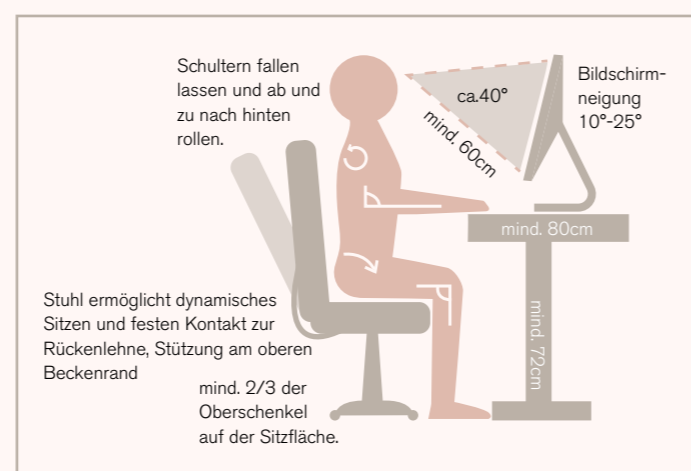 Schultern fallen
lassen und ab und
zu nach hinten
rollen.
ca.40°
mind. 60cm
Bildschirm-
neigung
10°-25°
mind. 80cm
mind. 72cm
Stuhl ermöglicht dynamisches
Sitzen und festen Kontakt zur
Rückenlehne, Stützung am oberen
Beckenrand
mind. 2/3 der
Oberschenkel
auf der Sitzfläche.